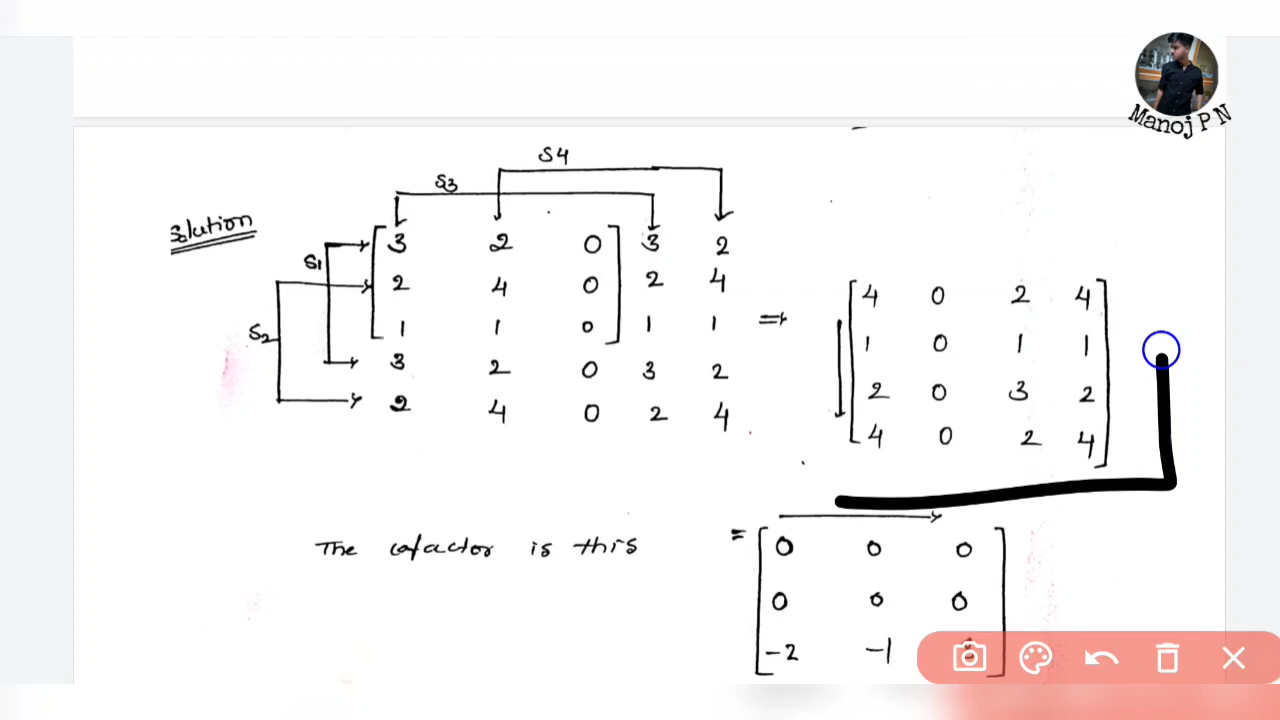 Manoj P N
S4
S3
Solution
3 2 0 3 2
S1
2 4 0 2 4
S2
1 1 0 1 1 ⇒
3 2 0 3 2
2 4 0 2 4
4 0 2 4
1 0 1 1
2 0 3 2
4 0 2 4
The cofactor is this = 0 0 0
0 0 0
-2 -1